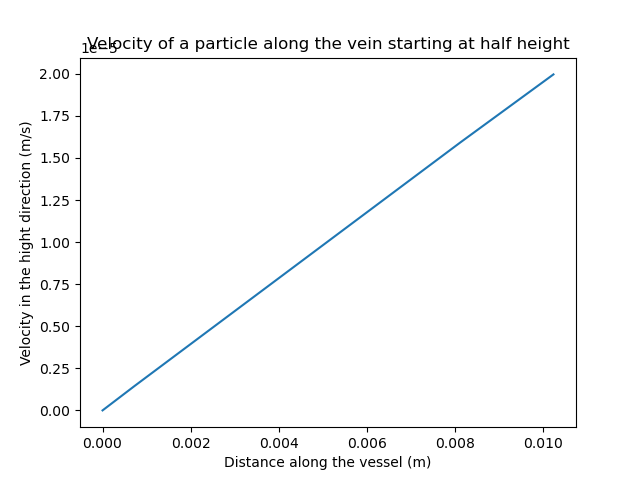 Velocity of a particle along the vein starting at half height
1e−5
2.00
1.75
1.50
1.25
1.00
0.75
0.50
0.25
0.00
Velocity in the hight direction (m/s)
0.000 0.002 0.004 0.006 0.008 0.010
Distance along the vessel (m)